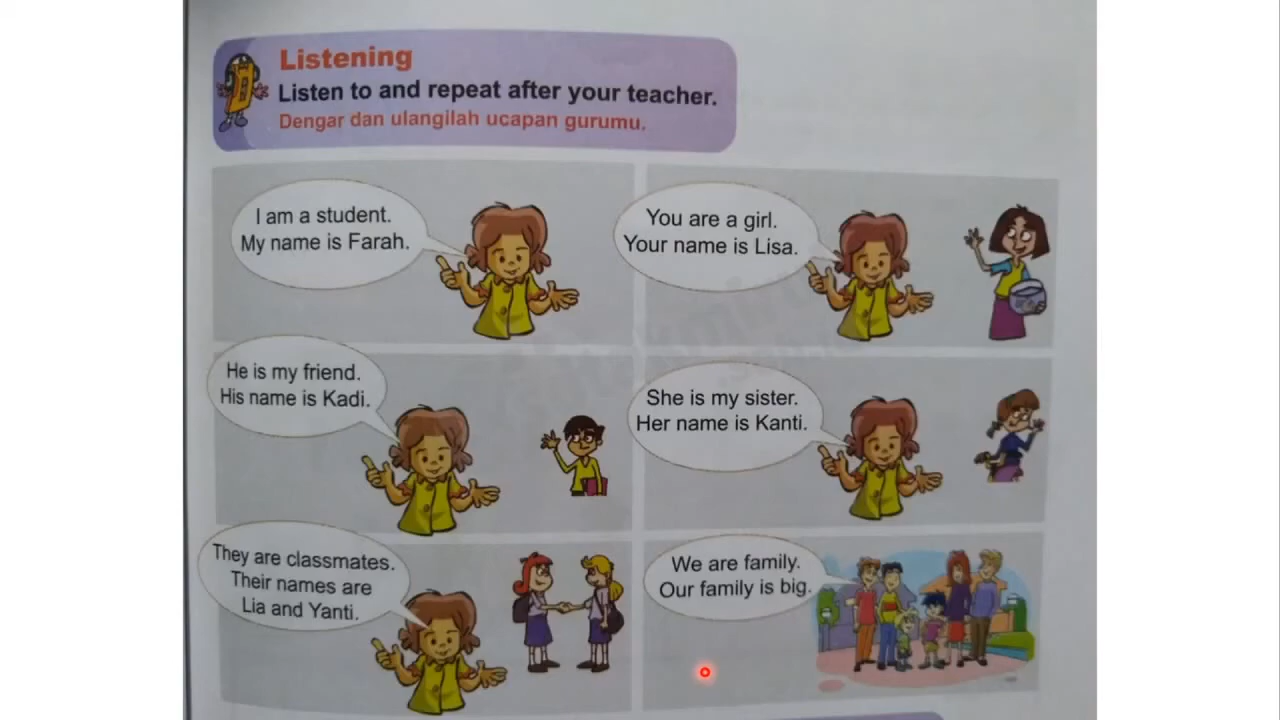 Listening
Listen to and repeat after your teacher.
Dengar dan ulangilah ucapan gurumu.
I am a student.
My name is Farah.
You are a girl.
Your name is Lisa.
He is my friend.
His name is Kadi.
She is my sister.
Her name is Kanti.
They are classmates.
Their names are
Lia and Yanti.
We are family.
Our family is big.